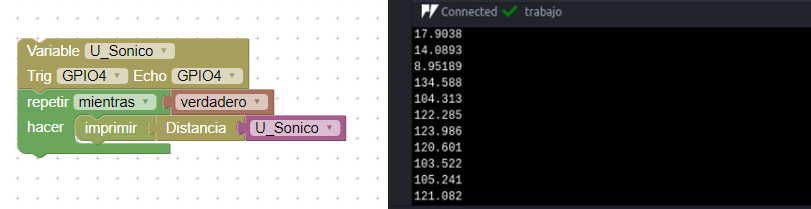 Variable U_Sonico
Trig GPIO4 Echo GPIO4
repetir mientras verdadero
hacer imprimir Distancia U_Sonico
Connected trabajo
17.9038
14.0893
8.95189
134.588
104.313
122.285
123.986
120.601
103.522
105.241
121.082